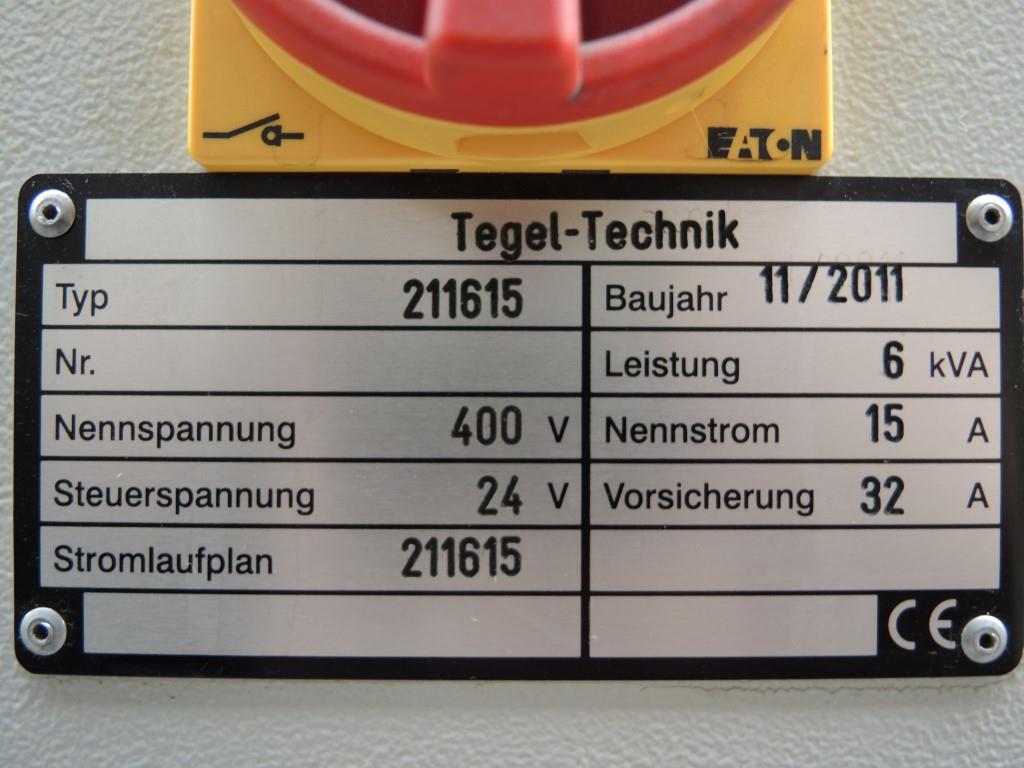 EATON
Tegel-Technik
Typ 211615 Baujahr 11/2011
Nr. Leistung 6 kVA
Nennspannung 400 V Nennstrom 15 A
Steuerspannung 24 V Vorsicherung 32 A
Stromlaufplan 211615
CE